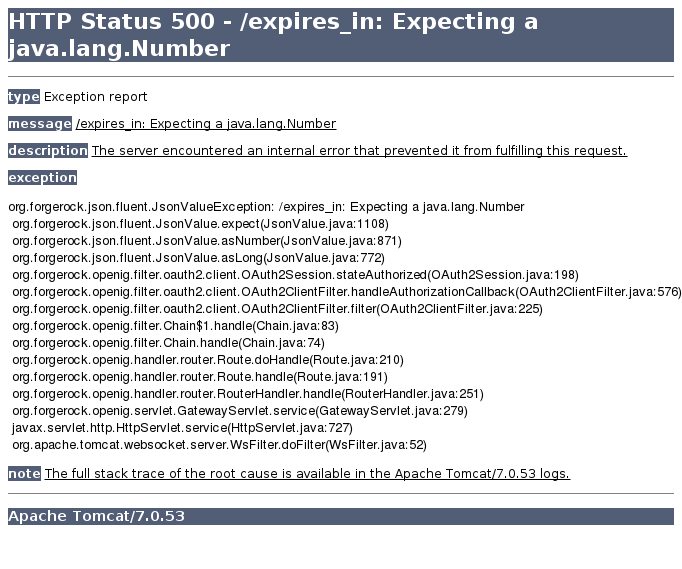 HTTP Status 500 - /expires_in: Expecting a
java.lang.Number
type Exception report
message /expires_in: Expecting a java.lang.Number
description The server encountered an internal error that prevented it from fulfilling this request.
exception
org.forgerock.json.fluent.JsonValueException: /expires_in: Expecting a java.lang.Number
org.forgerock.json.fluent.JsonValue.expect(JsonValue.java:1108)
org.forgerock.json.fluent.JsonValue.asNumber(JsonValue.java:871)
org.forgerock.json.fluent.JsonValue.asLong(JsonValue.java:772)
org.forgerock.openig.filter.oauth2.client.OAuth2Session.stateAuthorized(OAuth2Session.java:198)
org.forgerock.openig.filter.oauth2.client.OAuth2ClientFilter.handleAuthorizationCallback(OAuth2ClientFilter.java:576)
org.forgerock.openig.filter.oauth2.client.OAuth2ClientFilter.filter(OAuth2ClientFilter.java:225)
org.forgerock.openig.filter.Chain$1.handle(Chain.java:83)
org.forgerock.openig.filter.Chain.handle(Chain.java:74)
org.forgerock.openig.handler.router.Route.doHandle(Route.java:210)
org.forgerock.openig.handler.router.Route.handle(Route.java:191)
org.forgerock.openig.handler.router.RouterHandler.handle(RouterHandler.java:251)
org.forgerock.openig.servlet.GatewayServlet.service(GatewayServlet.java:279)
javax.servlet.http.HttpServlet.service(HttpServlet.java:727)
org.apache.tomcat.websocket.server.WsFilter.doFilter(WsFilter.java:52)
note The full stack trace of the root cause is available in the Apache Tomcat/7.0.53 logs.
Apache Tomcat/7.0.53